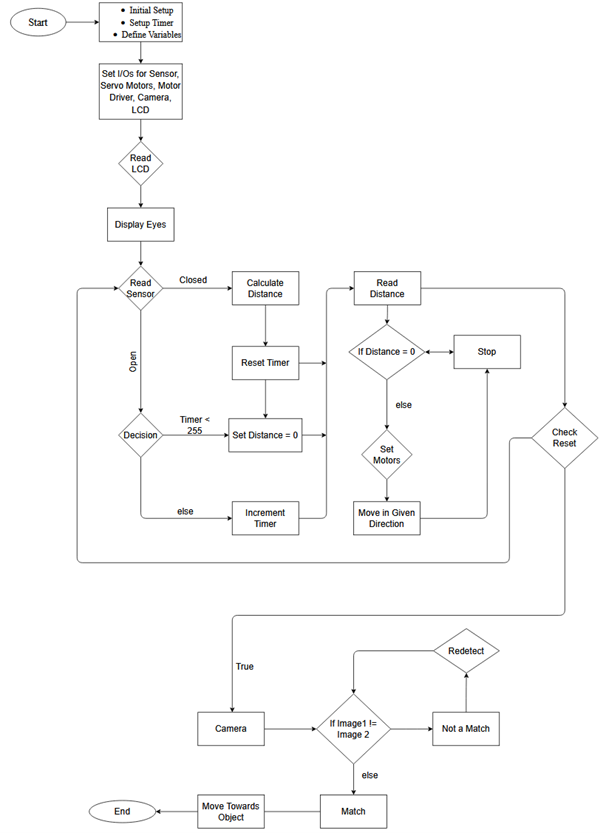 Start
Initial Setup
Setup Timer
Define Variables
Set I/Os for Sensor,
Servo Motors, Motor
Driver, Camera,
LCD
Read
LCD
Display Eyes
Read
Sensor
Closed
Calculate
Distance
Read
Distance
Open
Reset Timer
If Distance = 0
Stop
else
Decision
Timer <
255
Set Distance = 0
Set
Motors
Check
Reset
else
Increment
Timer
Move in Given
Direction
True
Redetect
Camera
If Image1 !=
Image 2
Not a Match
else
End
Move Towards
Object
Match